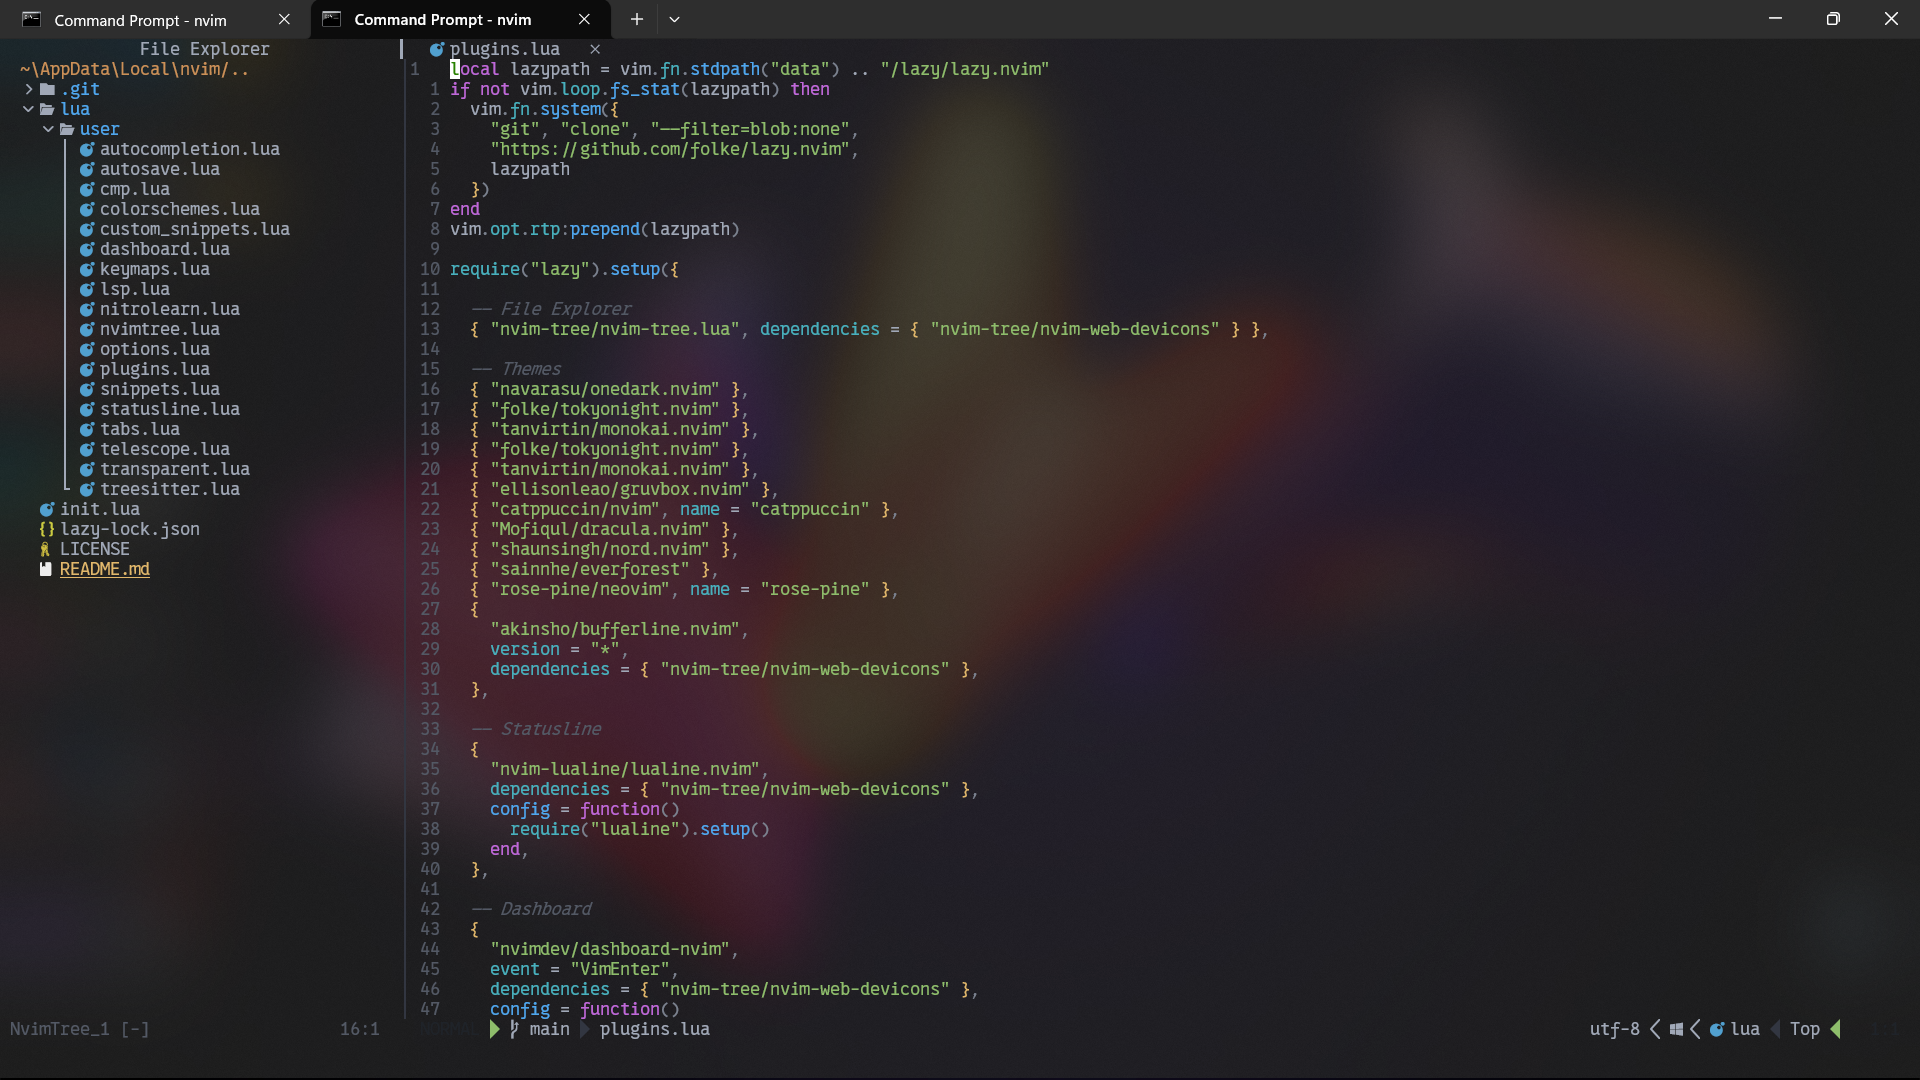 Command Prompt - nvim
Command Prompt - nvim
File Explorer
~\AppData\Local\nvim/..
.git
lua
user
autocompletion.lua
autosave.lua
cmp.lua
colorschemes.lua
custom_snippets.lua
dashboard.lua
keymaps.lua
lsp.lua
nitrolearn.lua
nvimtree.lua
options.lua
plugins.lua
snippets.lua
statusline.lua
tabs.lua
telescope.lua
transparent.lua
treesitter.lua
init.lua
{} lazy-lock.json
LICENSE
README.md
plugins.lua
1 local lazypath = vim.fn.stdpath("data") .. "/lazy/lazy.nvim"
1 if not vim.loop.fs_stat(lazypath) then
2 vim.fn.system({
3 "git", "clone", "--filter=blob:none",
4 "https://github.com/folke/lazy.nvim",
5 lazypath
6 })
7 end
8 vim.opt.rtp:prepend(lazypath)
9
10 require("lazy").setup({
11
12 -- File Explorer
13 { "nvim-tree/nvim-tree.lua", dependencies = { "nvim-tree/nvim-web-devicons" } },
14
15 -- Themes
16 { "navarasu/onedark.nvim" },
17 { "folke/tokyonight.nvim" },
18 { "tanvirtin/monokai.nvim" },
19 { "folke/tokyonight.nvim" },
20 { "tanvirtin/monokai.nvim" },
21 { "ellisonleao/gruvbox.nvim" },
22 { "catppuccin/nvim", name = "catppuccin" },
23 { "Mofiqul/dracula.nvim" },
24 { "shaunsingh/nord.nvim" },
25 { "sainnhe/everforest" },
26 { "rose-pine/neovim", name = "rose-pine" },
27 {
28 "akinsho/bufferline.nvim",
29 version = "*",
30 dependencies = { "nvim-tree/nvim-web-devicons" },
31 },
32
33 -- Statusline
34 {
35 "nvim-lualine/lualine.nvim",
36 dependencies = { "nvim-tree/nvim-web-devicons" },
37 config = function()
38 require("lualine").setup()
39 end,
40 },
41
42 -- Dashboard
43 {
44 "nvimdev/dashboard-nvim",
45 event = "VimEnter",
46 dependencies = { "nvim-tree/nvim-web-devicons" },
47 config = function()
NvimTree_1 [-] 16:1 NORMAL main plugins.lua utf-8 lua Top